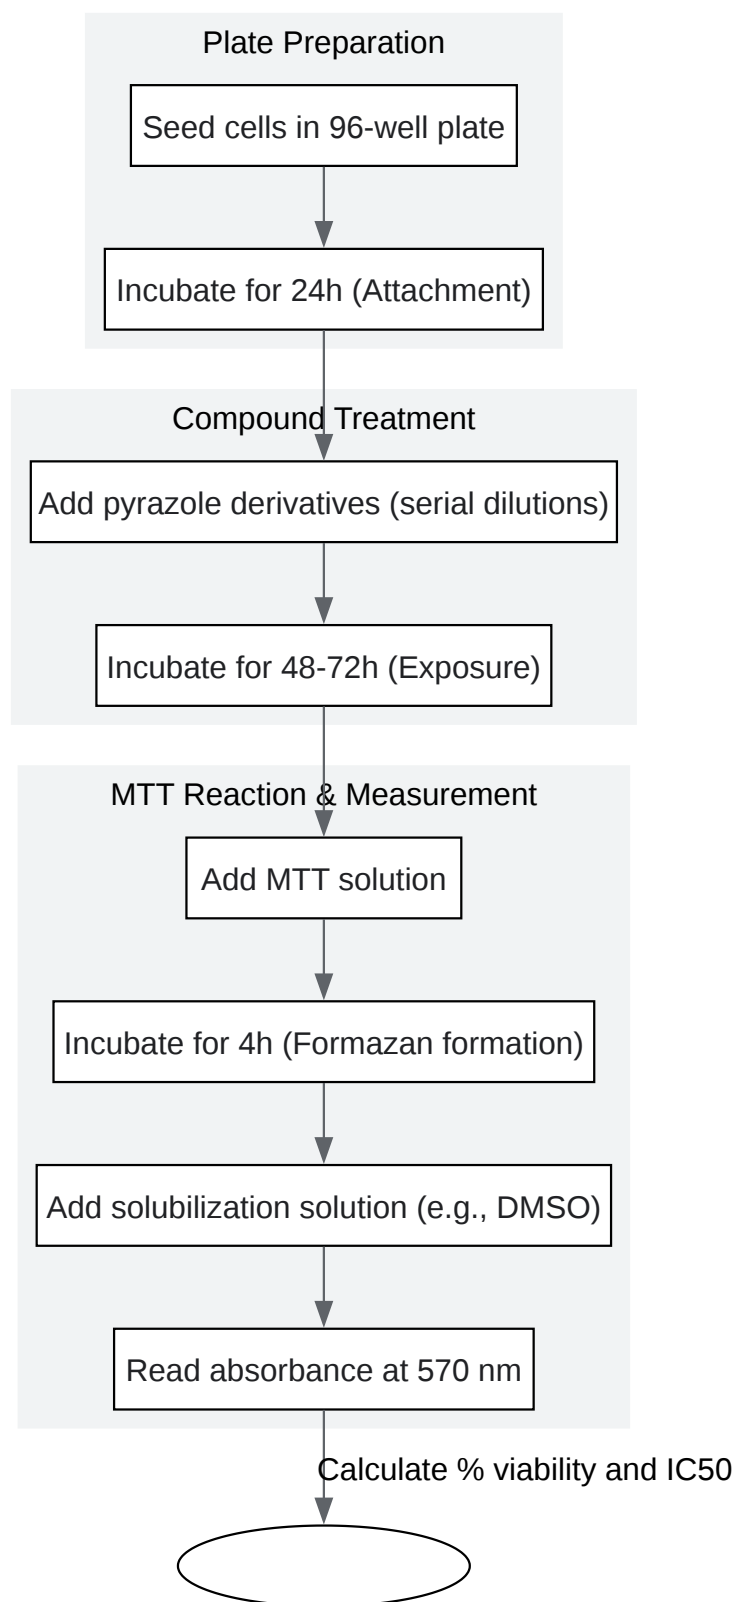 Plate Preparation
Seed cells in 96-well plate
Incubate for 24h (Attachment)
Compound Treatment
Add pyrazole derivatives (serial dilutions)
Incubate for 48-72h (Exposure)
MTT Reaction & Measurement
Add MTT solution
Incubate for 4h (Formazan formation)
Add solubilization solution (e.g., DMSO)
Read absorbance at 570 nm
Calculate % viability and IC50